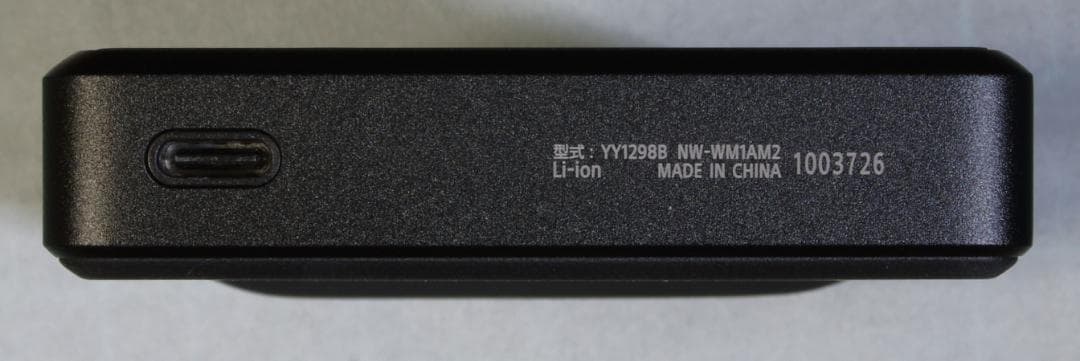 型式：YY1298B NW-WM1AM2
Li-ion MADE IN CHINA 1003726